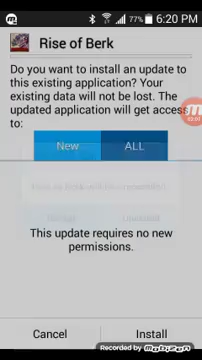 77% 6:20 PM
Rise of Berk
Do you want to install an update to
this existing application? Your
existing data will not be lost. The
updated application will get access
to:
New ALL
This update requires no new
permissions.
Cancel Install
Recorded by Mobizen